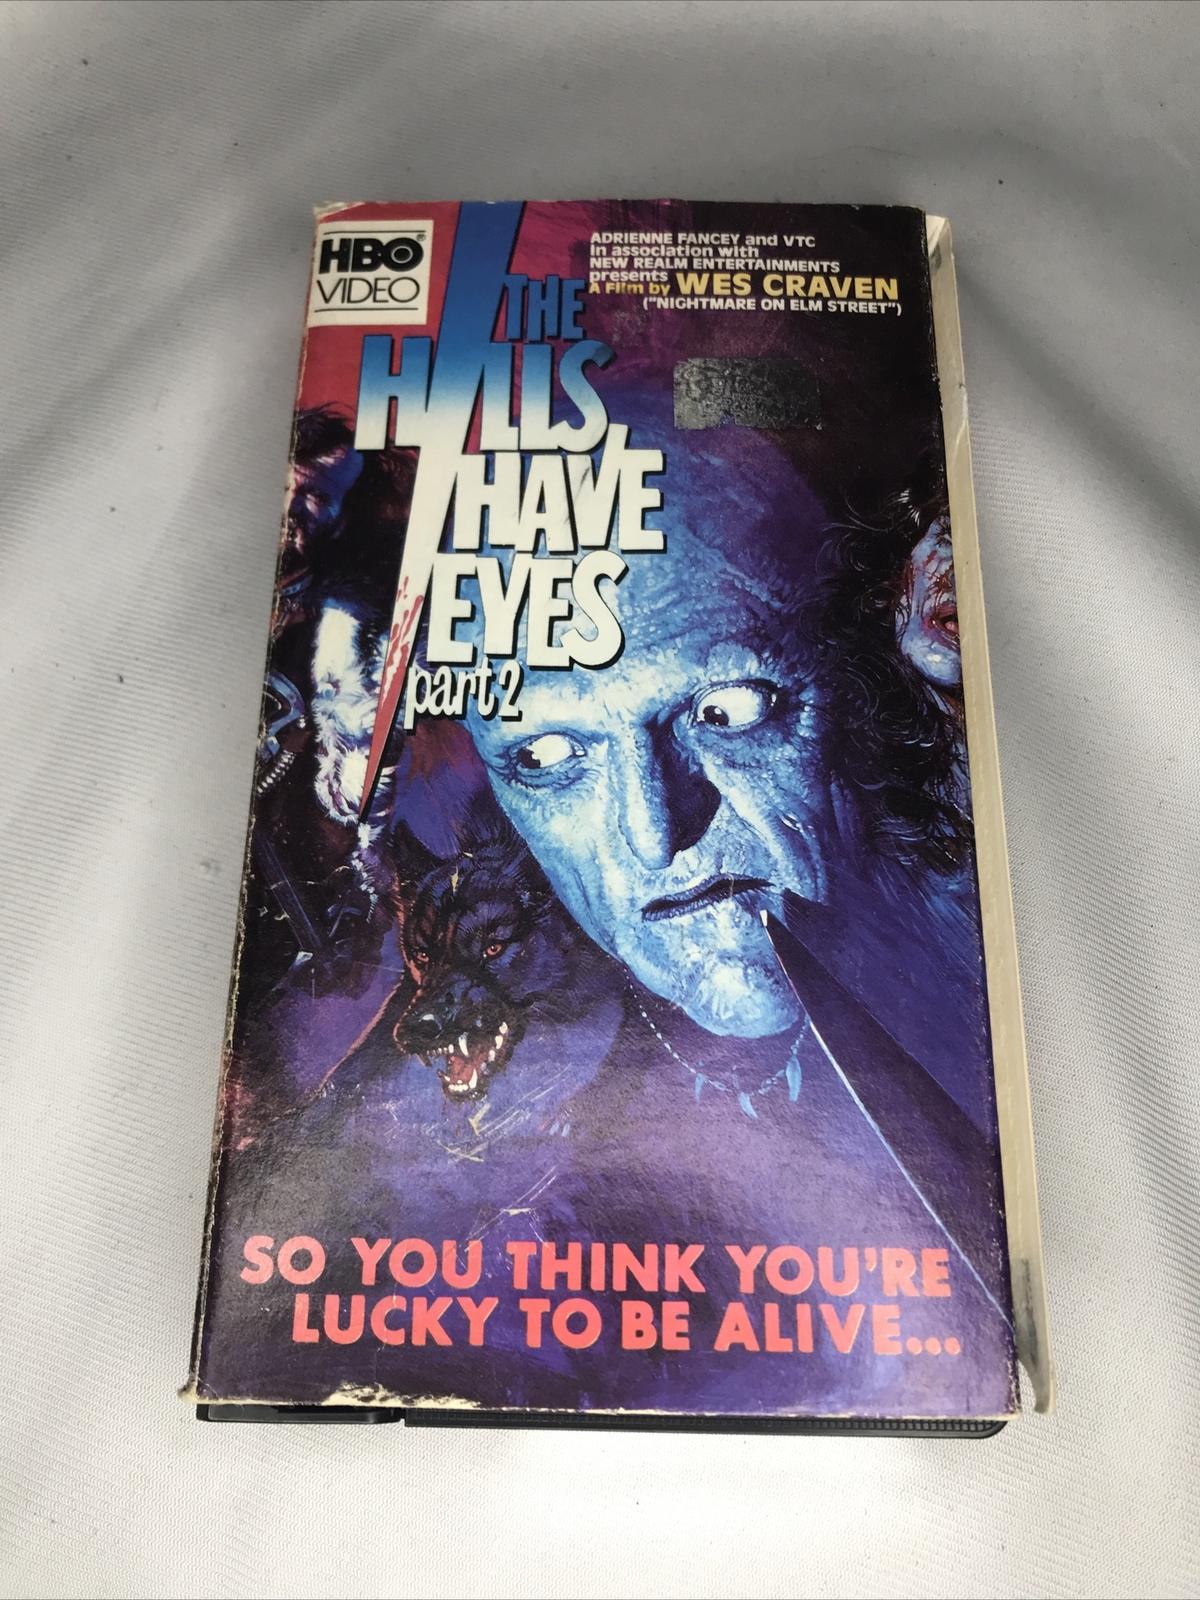 HBO®
VIDEO
ADRIENNE FANCEY and VTC
in association with
NEW REALM ENTERTAINMENTS
presents
A Film by WES CRAVEN
("NIGHTMARE ON ELM STREET")
THE
HILLS
HAVE
EYES
part 2
SO YOU THINK YOU'RE
LUCKY TO BE ALIVE...